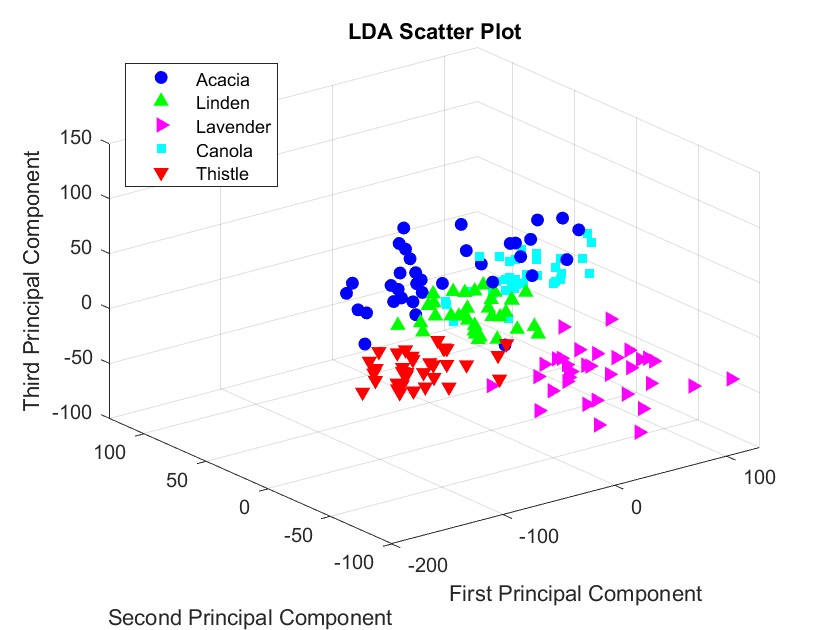 LDA Scatter Plot
Acacia
Linden
Lavender
Canola
Thistle
150
100
50
0
-50
-100
Third Principal Component
100
50
0
-50
-100
Second Principal Component
-200
-100
0
100
First Principal Component